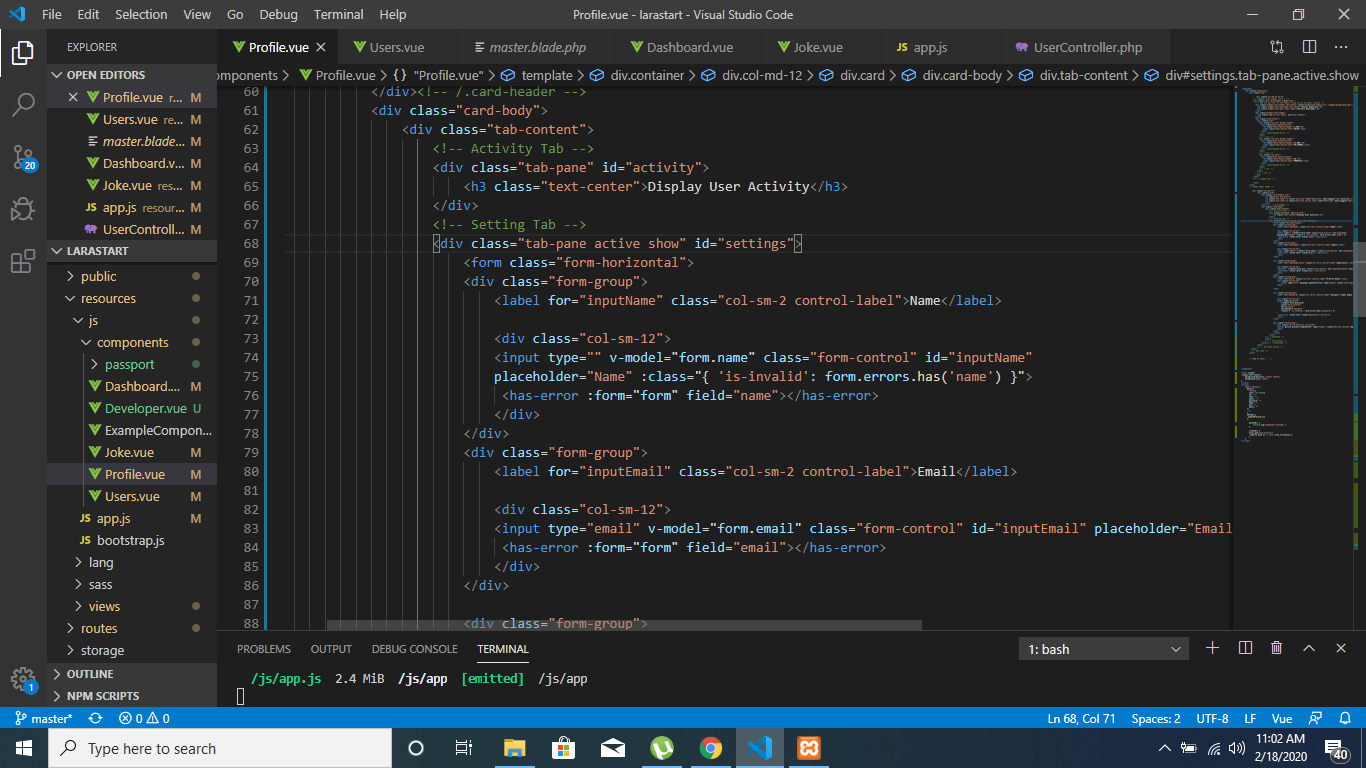 File Edit Selection View Go Debug Terminal Help
Profile.vue - larastart - Visual Studio Code
EXPLORER
Profile.vue Users.vue master.blade.php Dashboard.vue Joke.vue JS app.js UserController.php
OPEN EDITORS
Profile.vue r... M
Users.vue re... M
master.blade... M
Dashboard.v... M
Joke.vue res... M
JS app.js resour... M
UserControll... M
LARASTART
public
resources
js
components
passport
Dashboard.... M
Developer.vue U
ExampleCompon...
Joke.vue M
Profile.vue M
Users.vue M
JS app.js M
JS bootstrap.js
lang
sass
views
routes
storage
OUTLINE
NPM SCRIPTS
20
1
omponents > Profile.vue > {} "Profile.vue" > template > div.container > div.col-md-12 > div.card > div.card-body > div.tab-content > div#settings.tab-pane.active.show
60 </div><!-- /.card-header -->
61 <div class="card-body">
62 <div class="tab-content">
63 <!-- Activity Tab -->
64 <div class="tab-pane" id="activity">
65 <h3 class="text-center">Display User Activity</h3>
66 </div>
67 <!-- Setting Tab -->
68 <div class="tab-pane active show" id="settings">
69 <form class="form-horizontal">
70 <div class="form-group">
71 <label for="inputName" class="col-sm-2 control-label">Name</label>
72
73 <div class="col-sm-12">
74 <input type="" v-model="form.name" class="form-control" id="inputName"
75 placeholder="Name" :class="{ 'is-invalid': form.errors.has('name') }">
76 <has-error :form="form" field="name"></has-error>
77 </div>
78 </div>
79 <div class="form-group">
80 <label for="inputEmail" class="col-sm-2 control-label">Email</label>
81
82 <div class="col-sm-12">
83 <input type="email" v-model="form.email" class="form-control" id="inputEmail" placeholder="Email
84 <has-error :form="form" field="email"></has-error>
85 </div>
86 </div>
87
88 <div class="form-group">
PROBLEMS OUTPUT DEBUG CONSOLE TERMINAL 1: bash
/js/app.js 2.4 MiB /js/app [emitted] /js/app
master* 0 0 Ln 68, Col 71 Spaces: 2 UTF-8 LF Vue
Type here to search
11:02 AM
2/18/2020
40